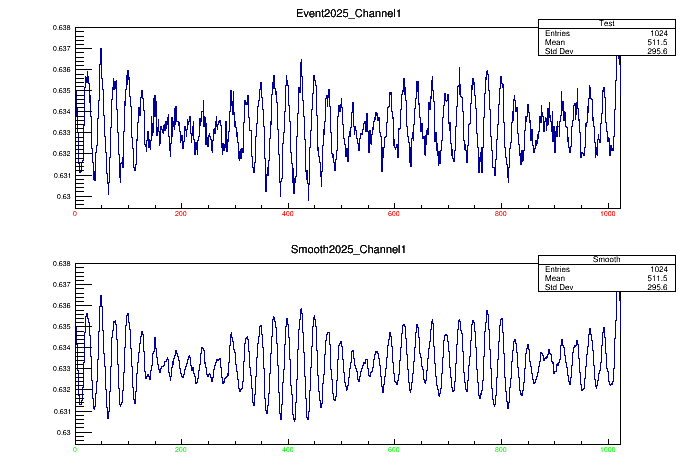 Event2025_Channel1
Test
Entries 1024
Mean 511.5
Std Dev 295.6
0.638
0.637
0.636
0.635
0.634
0.633
0.632
0.631
0.63
0 200 400 600 800 1000
Smooth2025_Channel1
Smooth
Entries 1024
Mean 511.5
Std Dev 295.6
0.638
0.637
0.636
0.635
0.634
0.633
0.632
0.631
0.63
0 200 400 600 800 1000